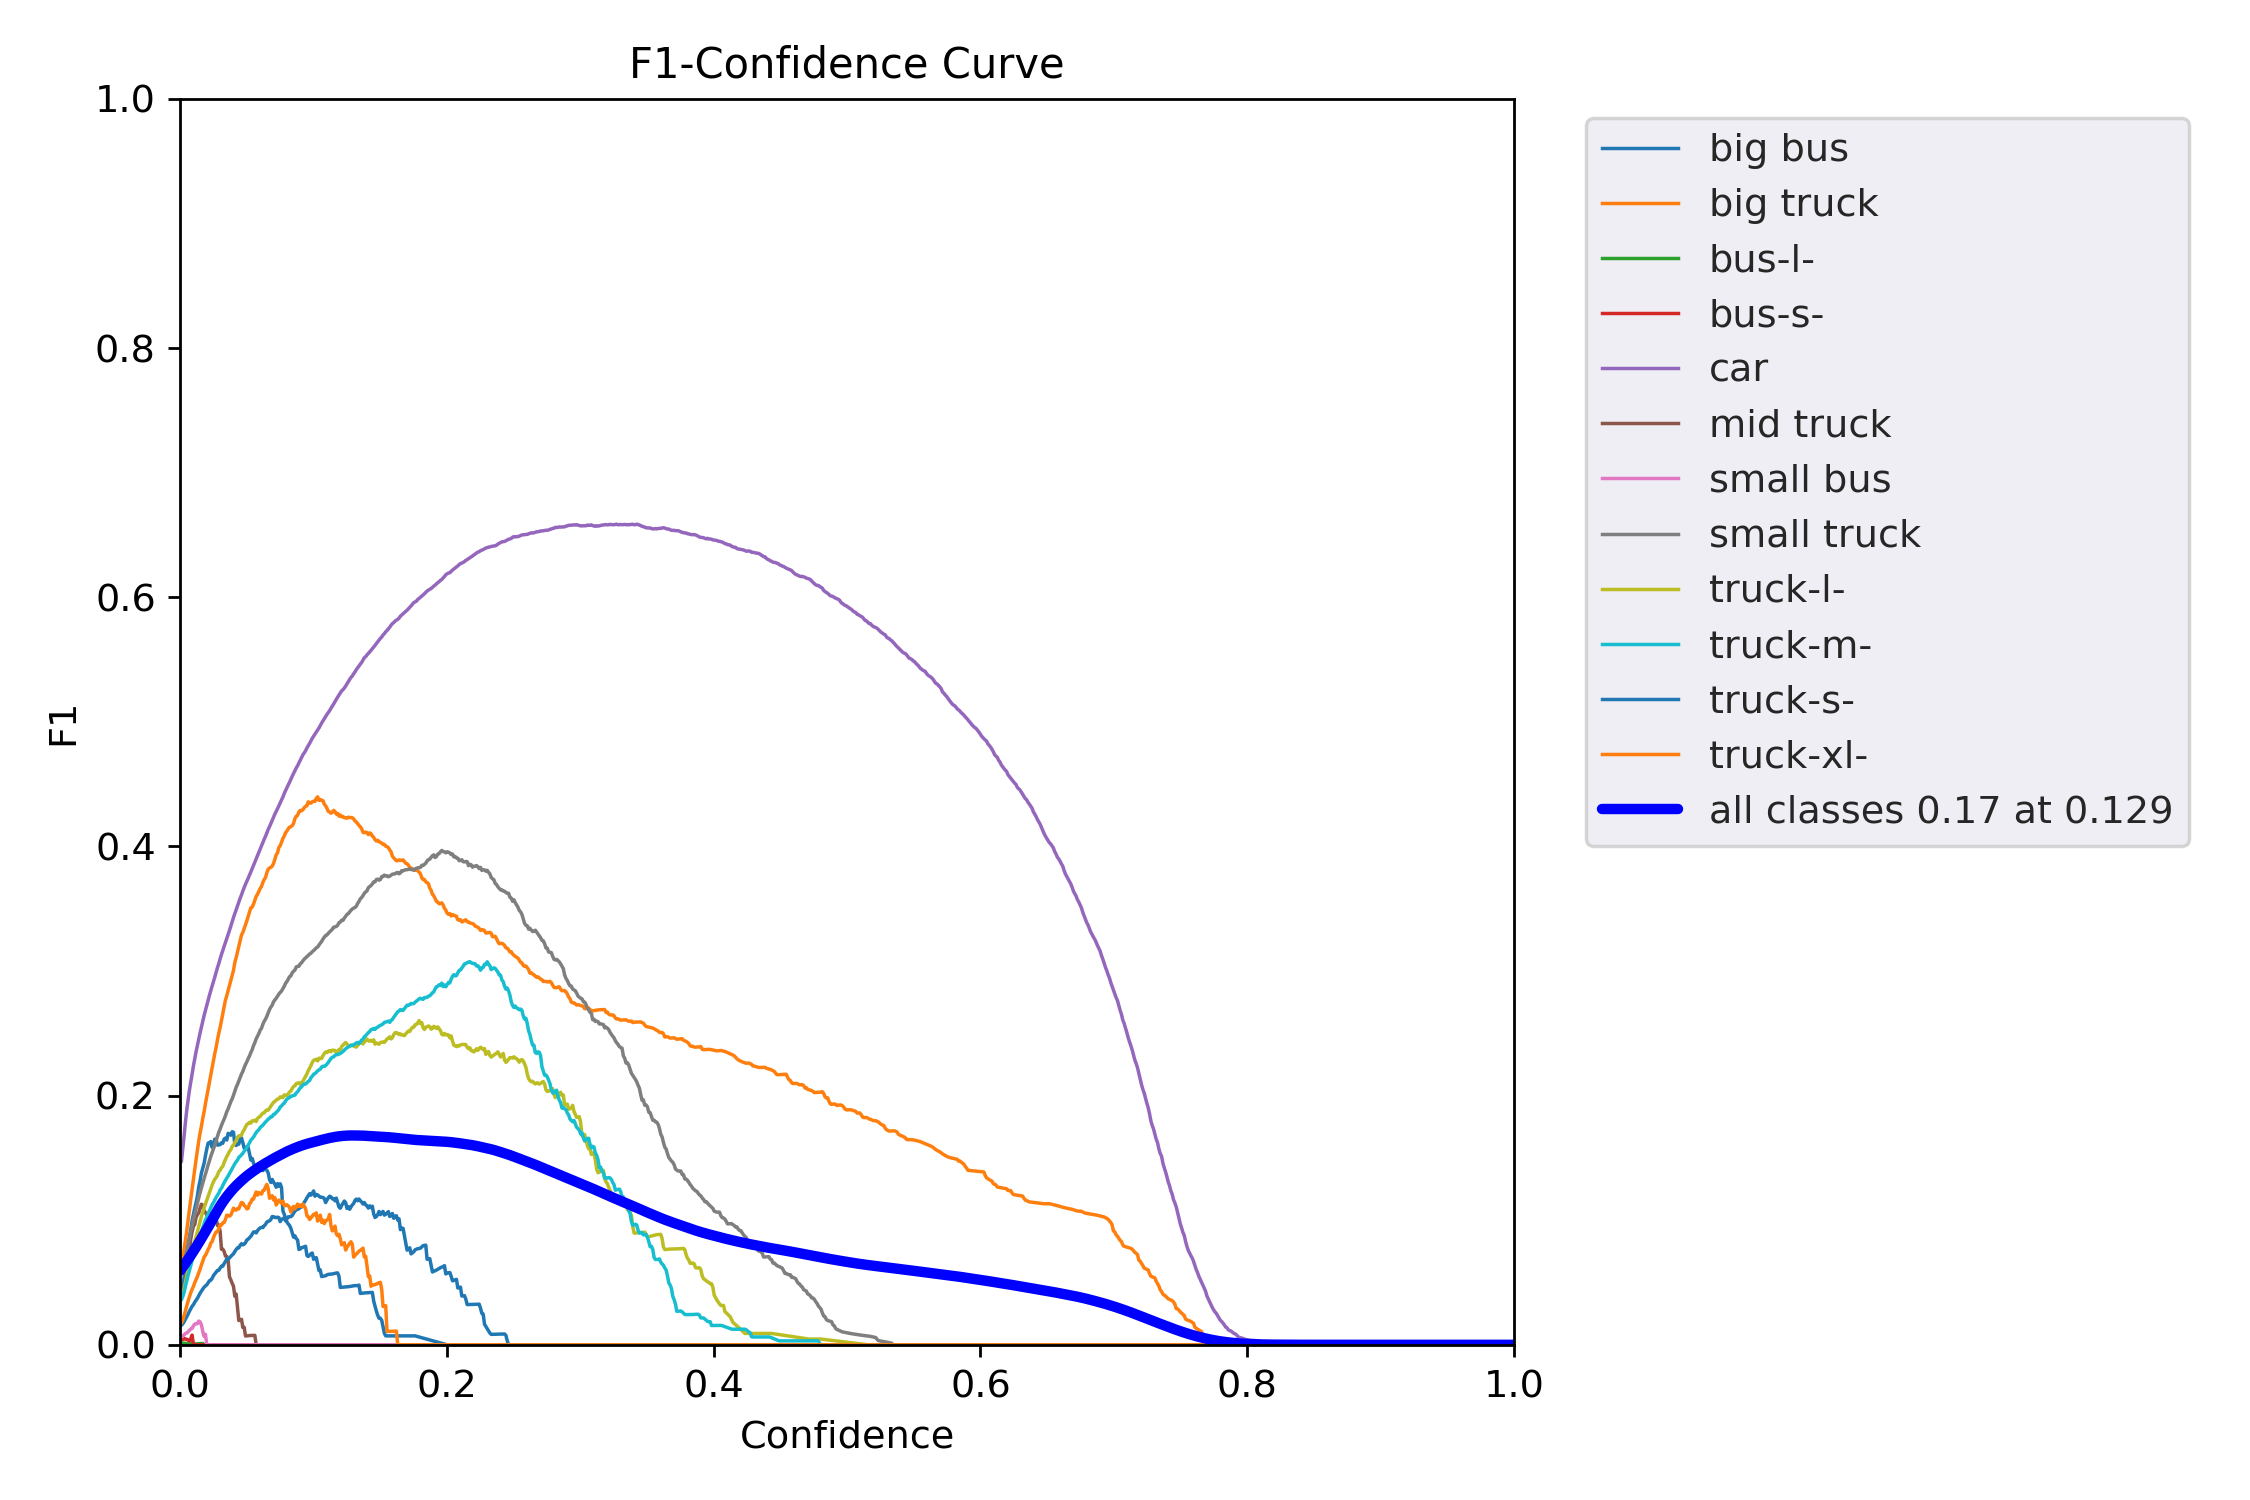 F1-Confidence Curve
1.0
0.8
0.6
0.4
0.2
0.0
F1
0.0 0.2 0.4 0.6 0.8 1.0
Confidence
big bus
big truck
bus-l-
bus-s-
car
mid truck
small bus
small truck
truck-l-
truck-m-
truck-s-
truck-xl-
all classes 0.17 at 0.129